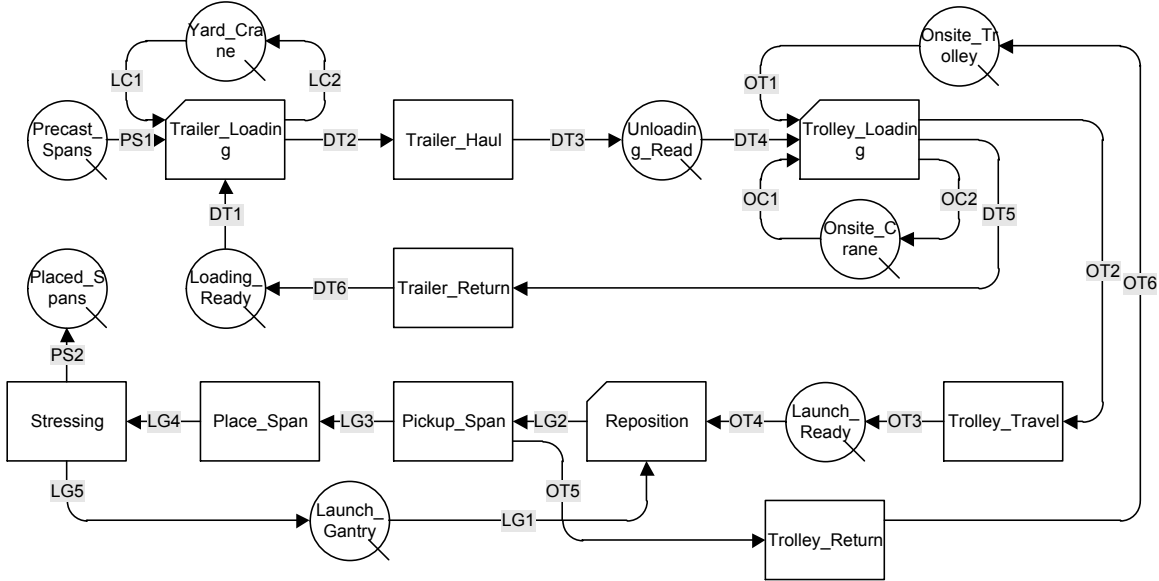 Yard_Cra
ne
Onsite_Tr
olley
LC1
LC2
OT1
Precast_
Spans
PS1
Trailer_Loadin
g
DT2
Trailer_Haul
DT3
Unloadin
g_Read
DT4
Trolley_Loadin
g
OC1
OC2
DT5
DT1
Onsite_C
rane
Placed_S
pans
Loading_
Ready
DT6
Trailer_Return
OT2
OT6
PS2
Stressing
LG4
Place_Span
LG3
Pickup_Span
LG2
Reposition
OT4
Launch_
Ready
OT3
Trolley_Travel
LG5
OT5
Launch_
Gantry
LG1
Trolley_Return